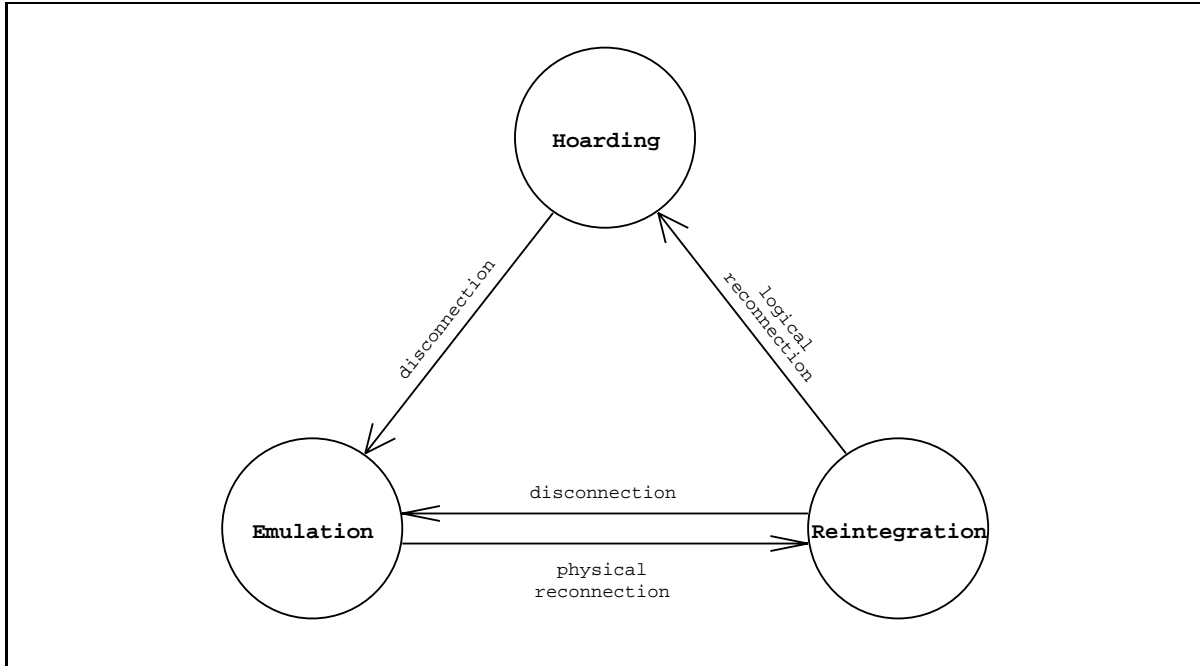 Hoarding
disconnection
logical
reconnection
disconnection
Emulation
Reintegration
physical
reconnection